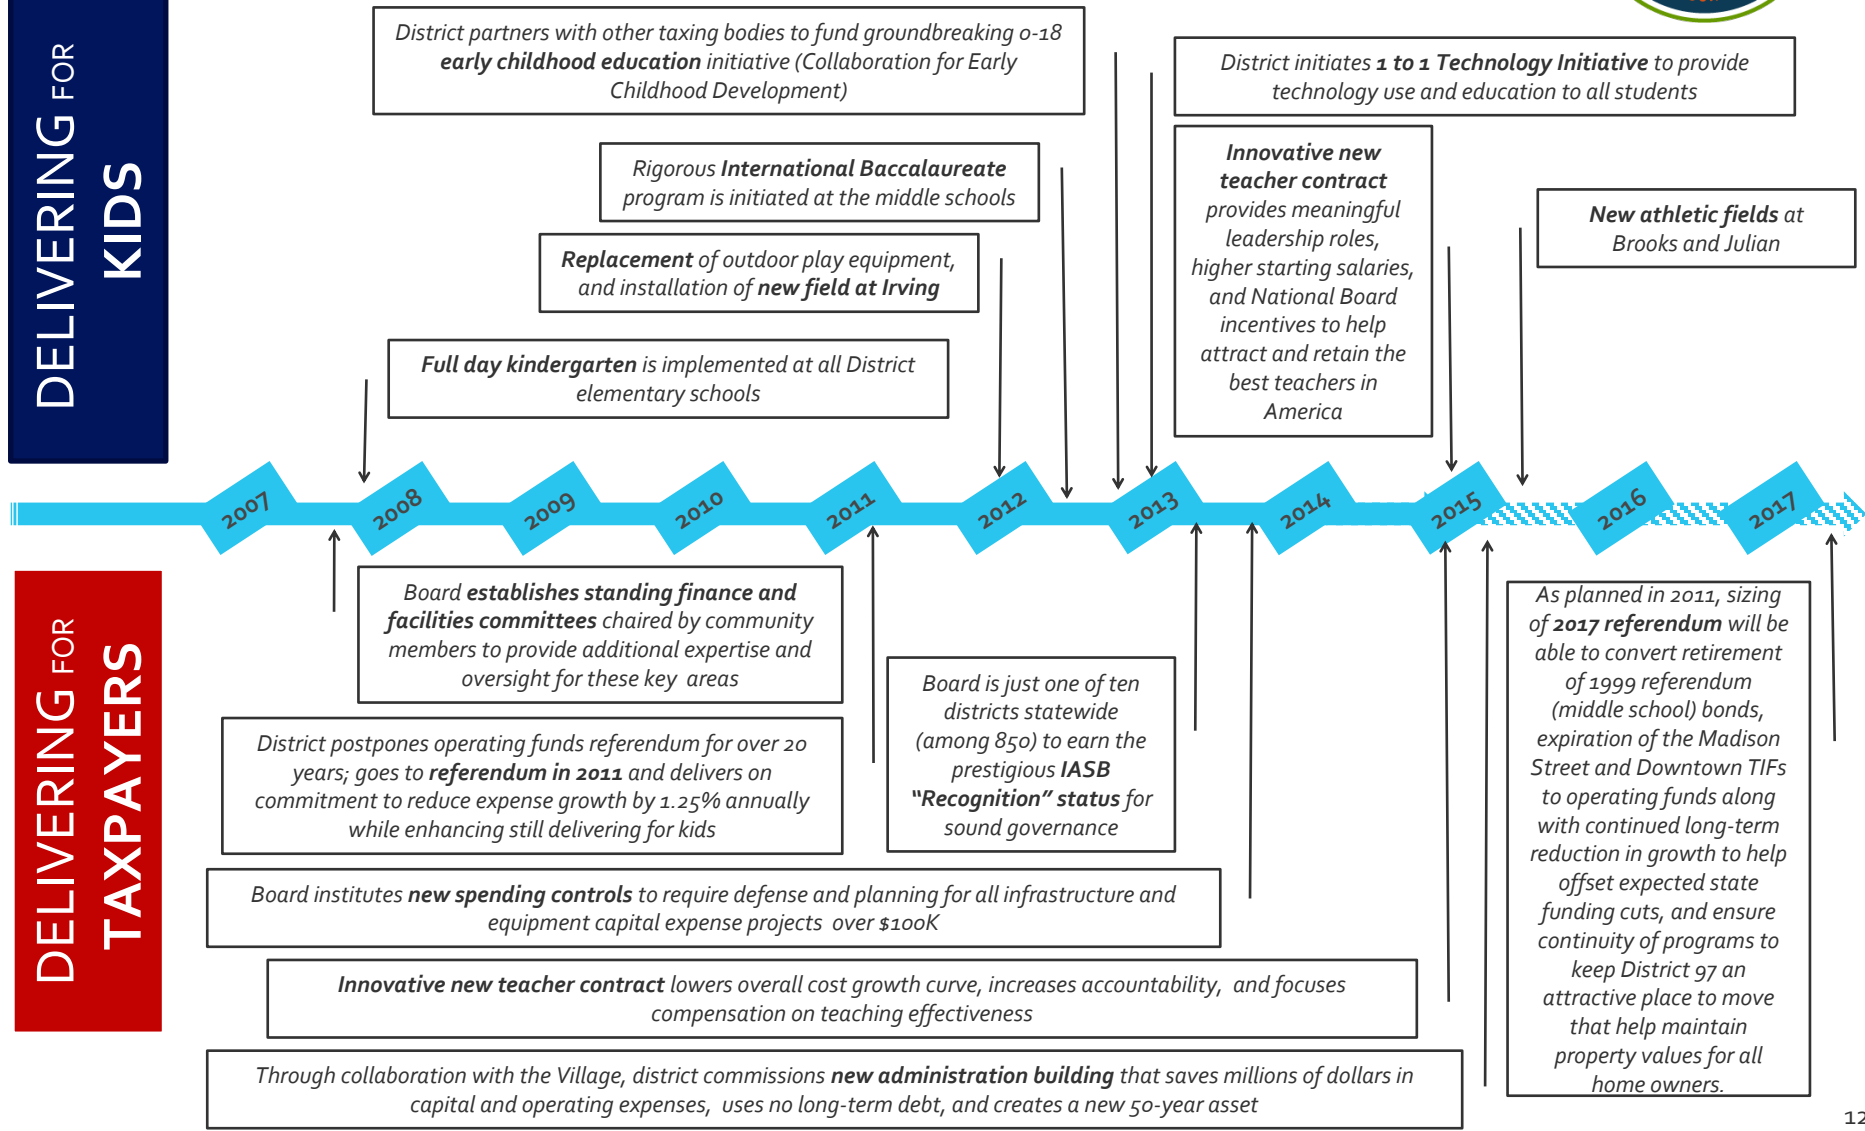 DELIVERING FOR
KIDS
District partners with other taxing bodies to fund groundbreaking 0-18
early childhood education initiative (Collaboration for Early
Childhood Development)
District initiates 1 to 1 Technology Initiative to provide
technology use and education to all students
Rigorous International Baccalaureate
program is initiated at the middle schools
Innovative new
teacher contract
provides meaningful
leadership roles,
higher starting salaries,
and National Board
incentives to help
attract and retain the
best teachers in
America
New athletic fields at
Brooks and Julian
Replacement of outdoor play equipment,
and installation of new field at Irving
Full day kindergarten is implemented at all District
elementary schools
2007
2008
2009
2010
2011
2012
2013
2014
2015
2016
2017
DELIVERING FOR
TAXPAYERS
Board establishes standing finance and
facilities committees chaired by community
members to provide additional expertise and
oversight for these key areas
District postpones operating funds referendum for over 20
years; goes to referendum in 2011 and delivers on
commitment to reduce expense growth by 1.25% annually
while enhancing still delivering for kids
Board is just one of ten
districts statewide
(among 850) to earn the
prestigious IASB
“Recognition” status for
sound governance
As planned in 2011, sizing
of 2017 referendum will be
able to convert retirement
of 1999 referendum
(middle school) bonds,
expiration of the Madison
Street and Downtown TIFs
to operating funds along
with continued long-term
reduction in growth to help
offset expected state
funding cuts, and ensure
continuity of programs to
keep District 97 an
attractive place to move
that help maintain
property values for all
home owners.
Board institutes new spending controls to require defense and planning for all infrastructure and
equipment capital expense projects over $100K
Innovative new teacher contract lowers overall cost growth curve, increases accountability, and focuses
compensation on teaching effectiveness
Through collaboration with the Village, district commissions new administration building that saves millions of dollars in
capital and operating expenses, uses no long-term debt, and creates a new 50-year asset
12